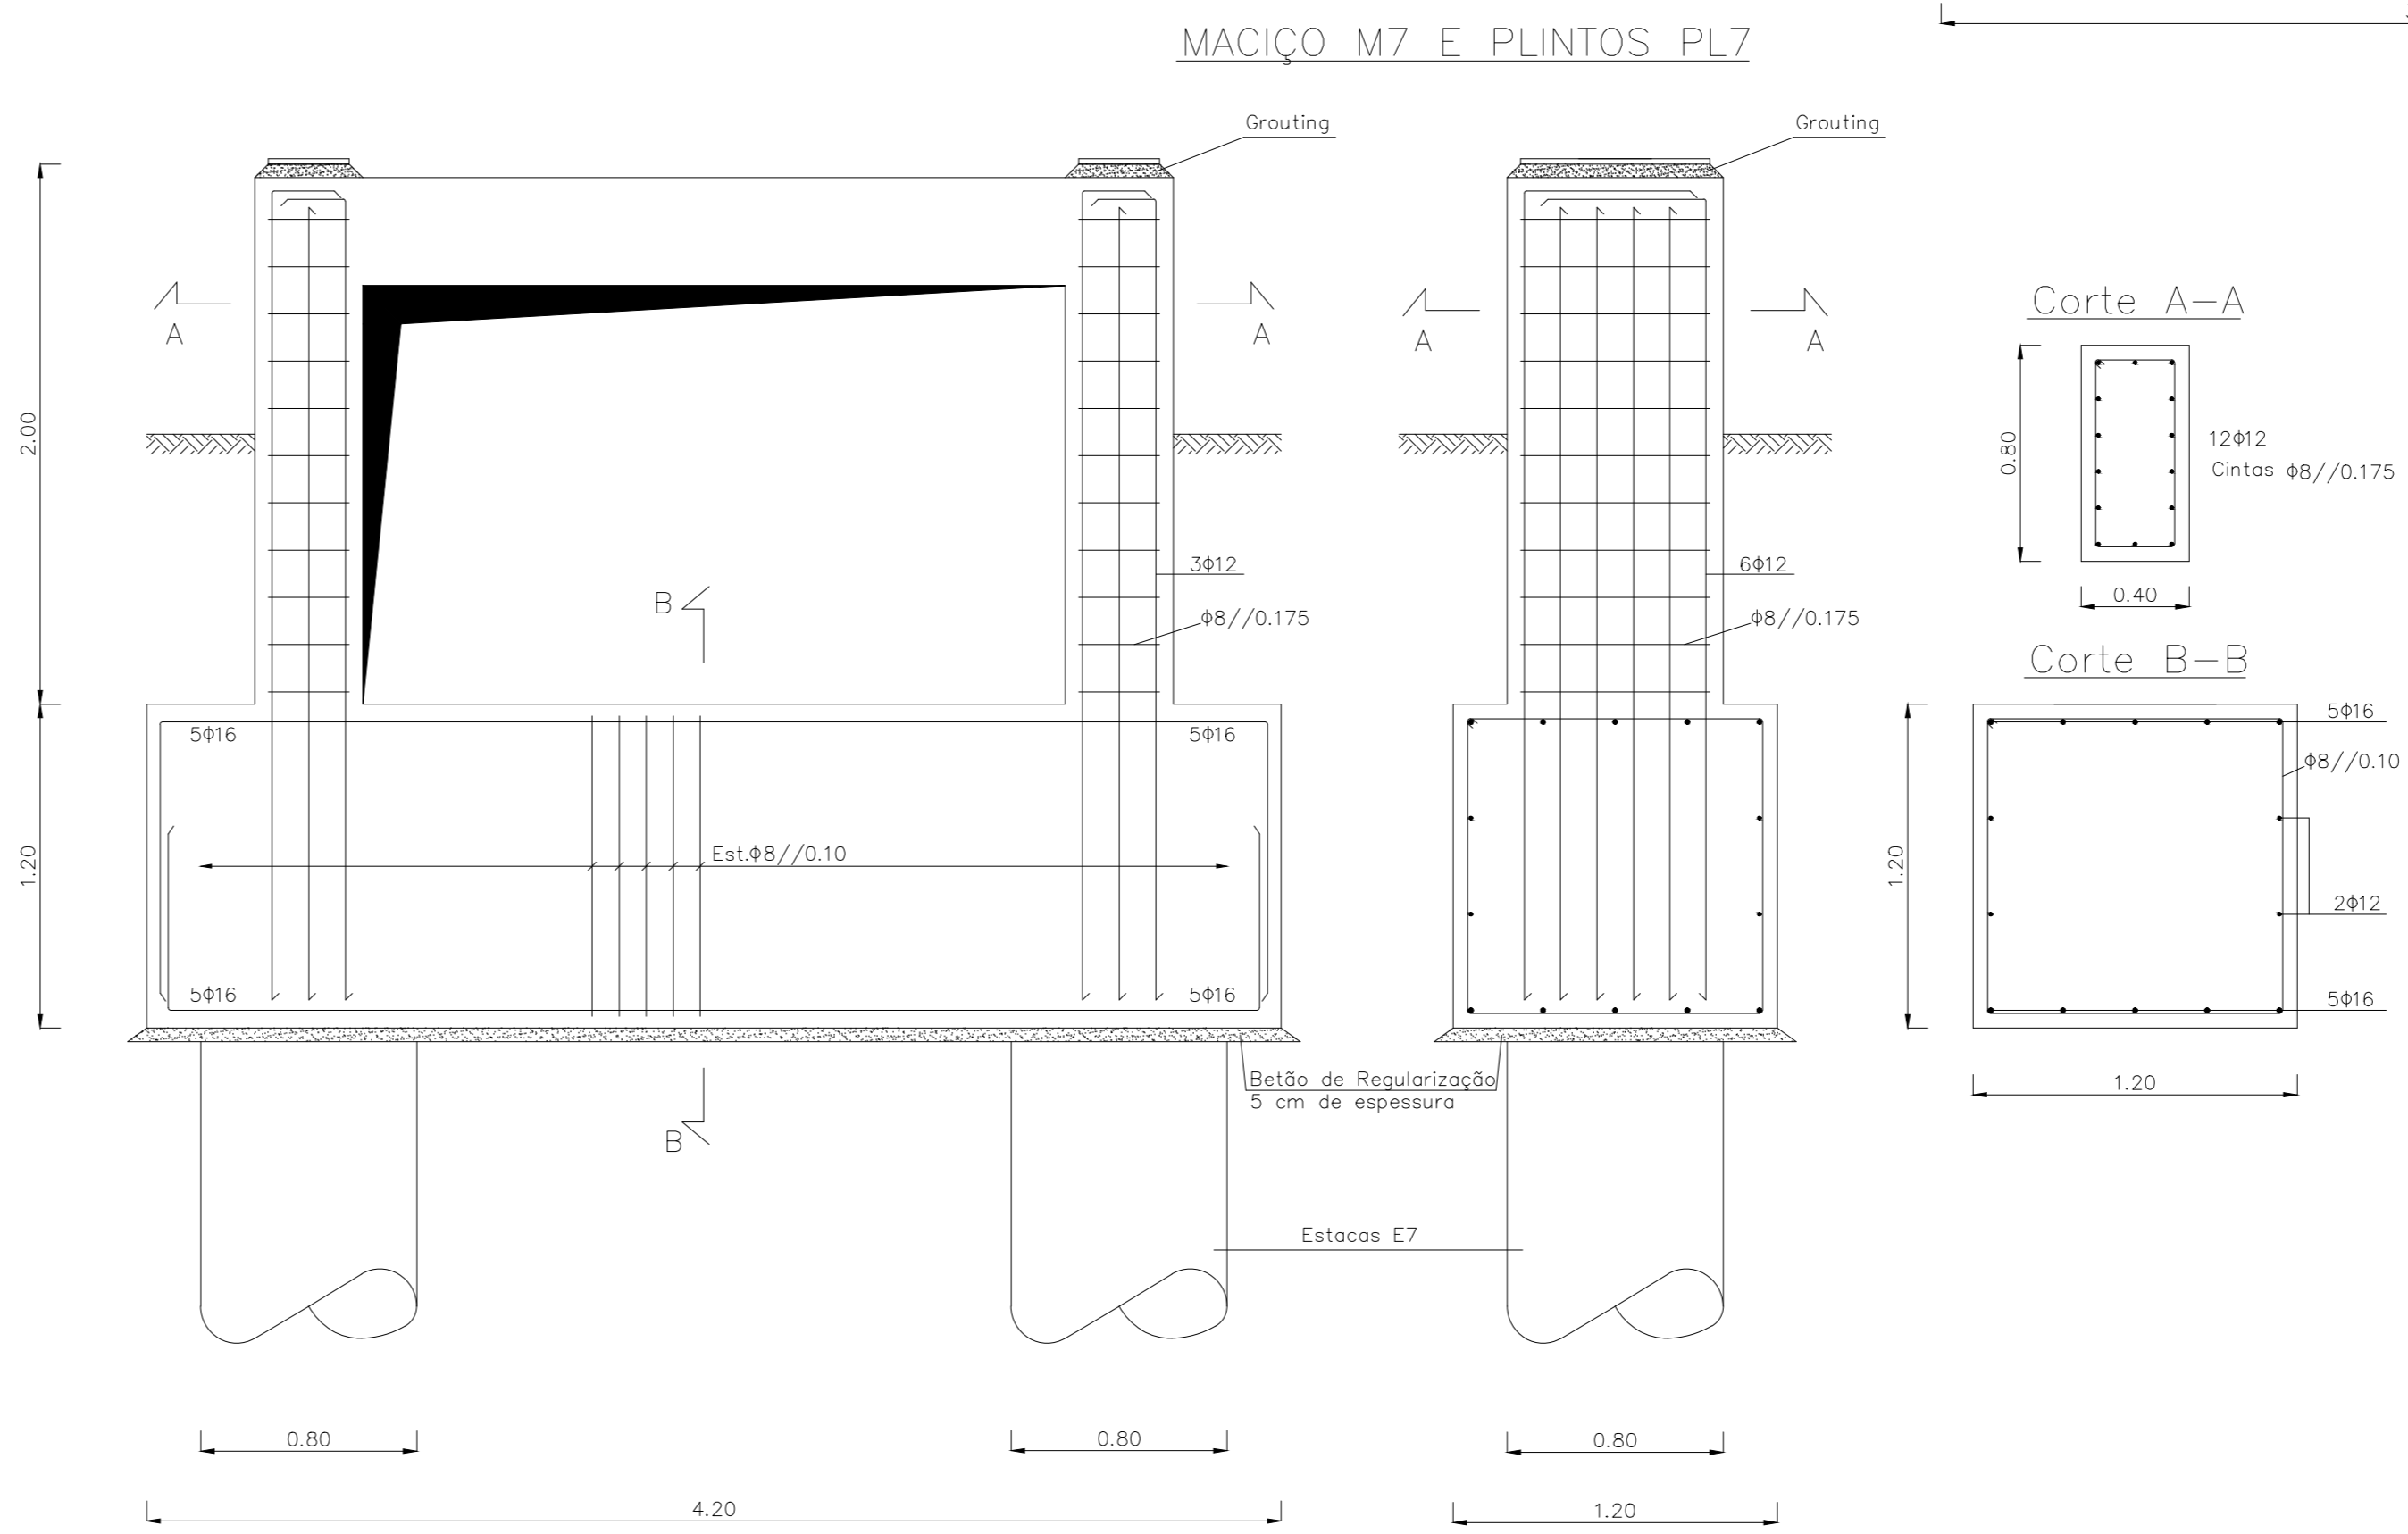 MACIÇO M7 E PLINTOS PL7
Grouting
Grouting
2.00
A
A
A
A
Corte A-A
0.80
12ϕ12
Cintas ϕ8//0.175
0.40
3ϕ12
ϕ8//0.175
6ϕ12
ϕ8//0.175
B
Corte B-B
5ϕ16
5ϕ16
5ϕ16
ϕ8//0.10
1.20
Est.ϕ8//0.10
1.20
2ϕ12
5ϕ16
5ϕ16
5ϕ16
1.20
Betão de Regularização
5 cm de espessura
B
Estacas E7
0.80
0.80
0.80
4.20
1.20